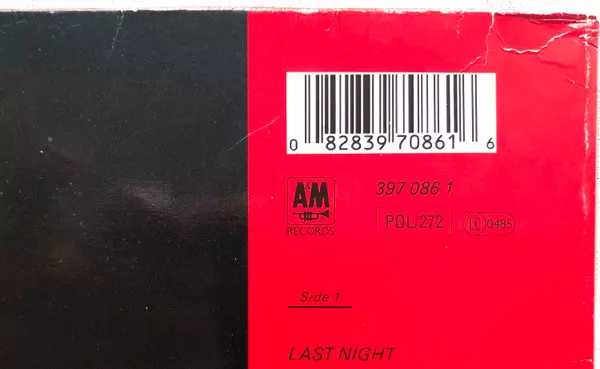 0 82839 70861 6
A&M 397 086 1
RECORDS POL/272 LC 0485
Side 1
LAST NIGHT